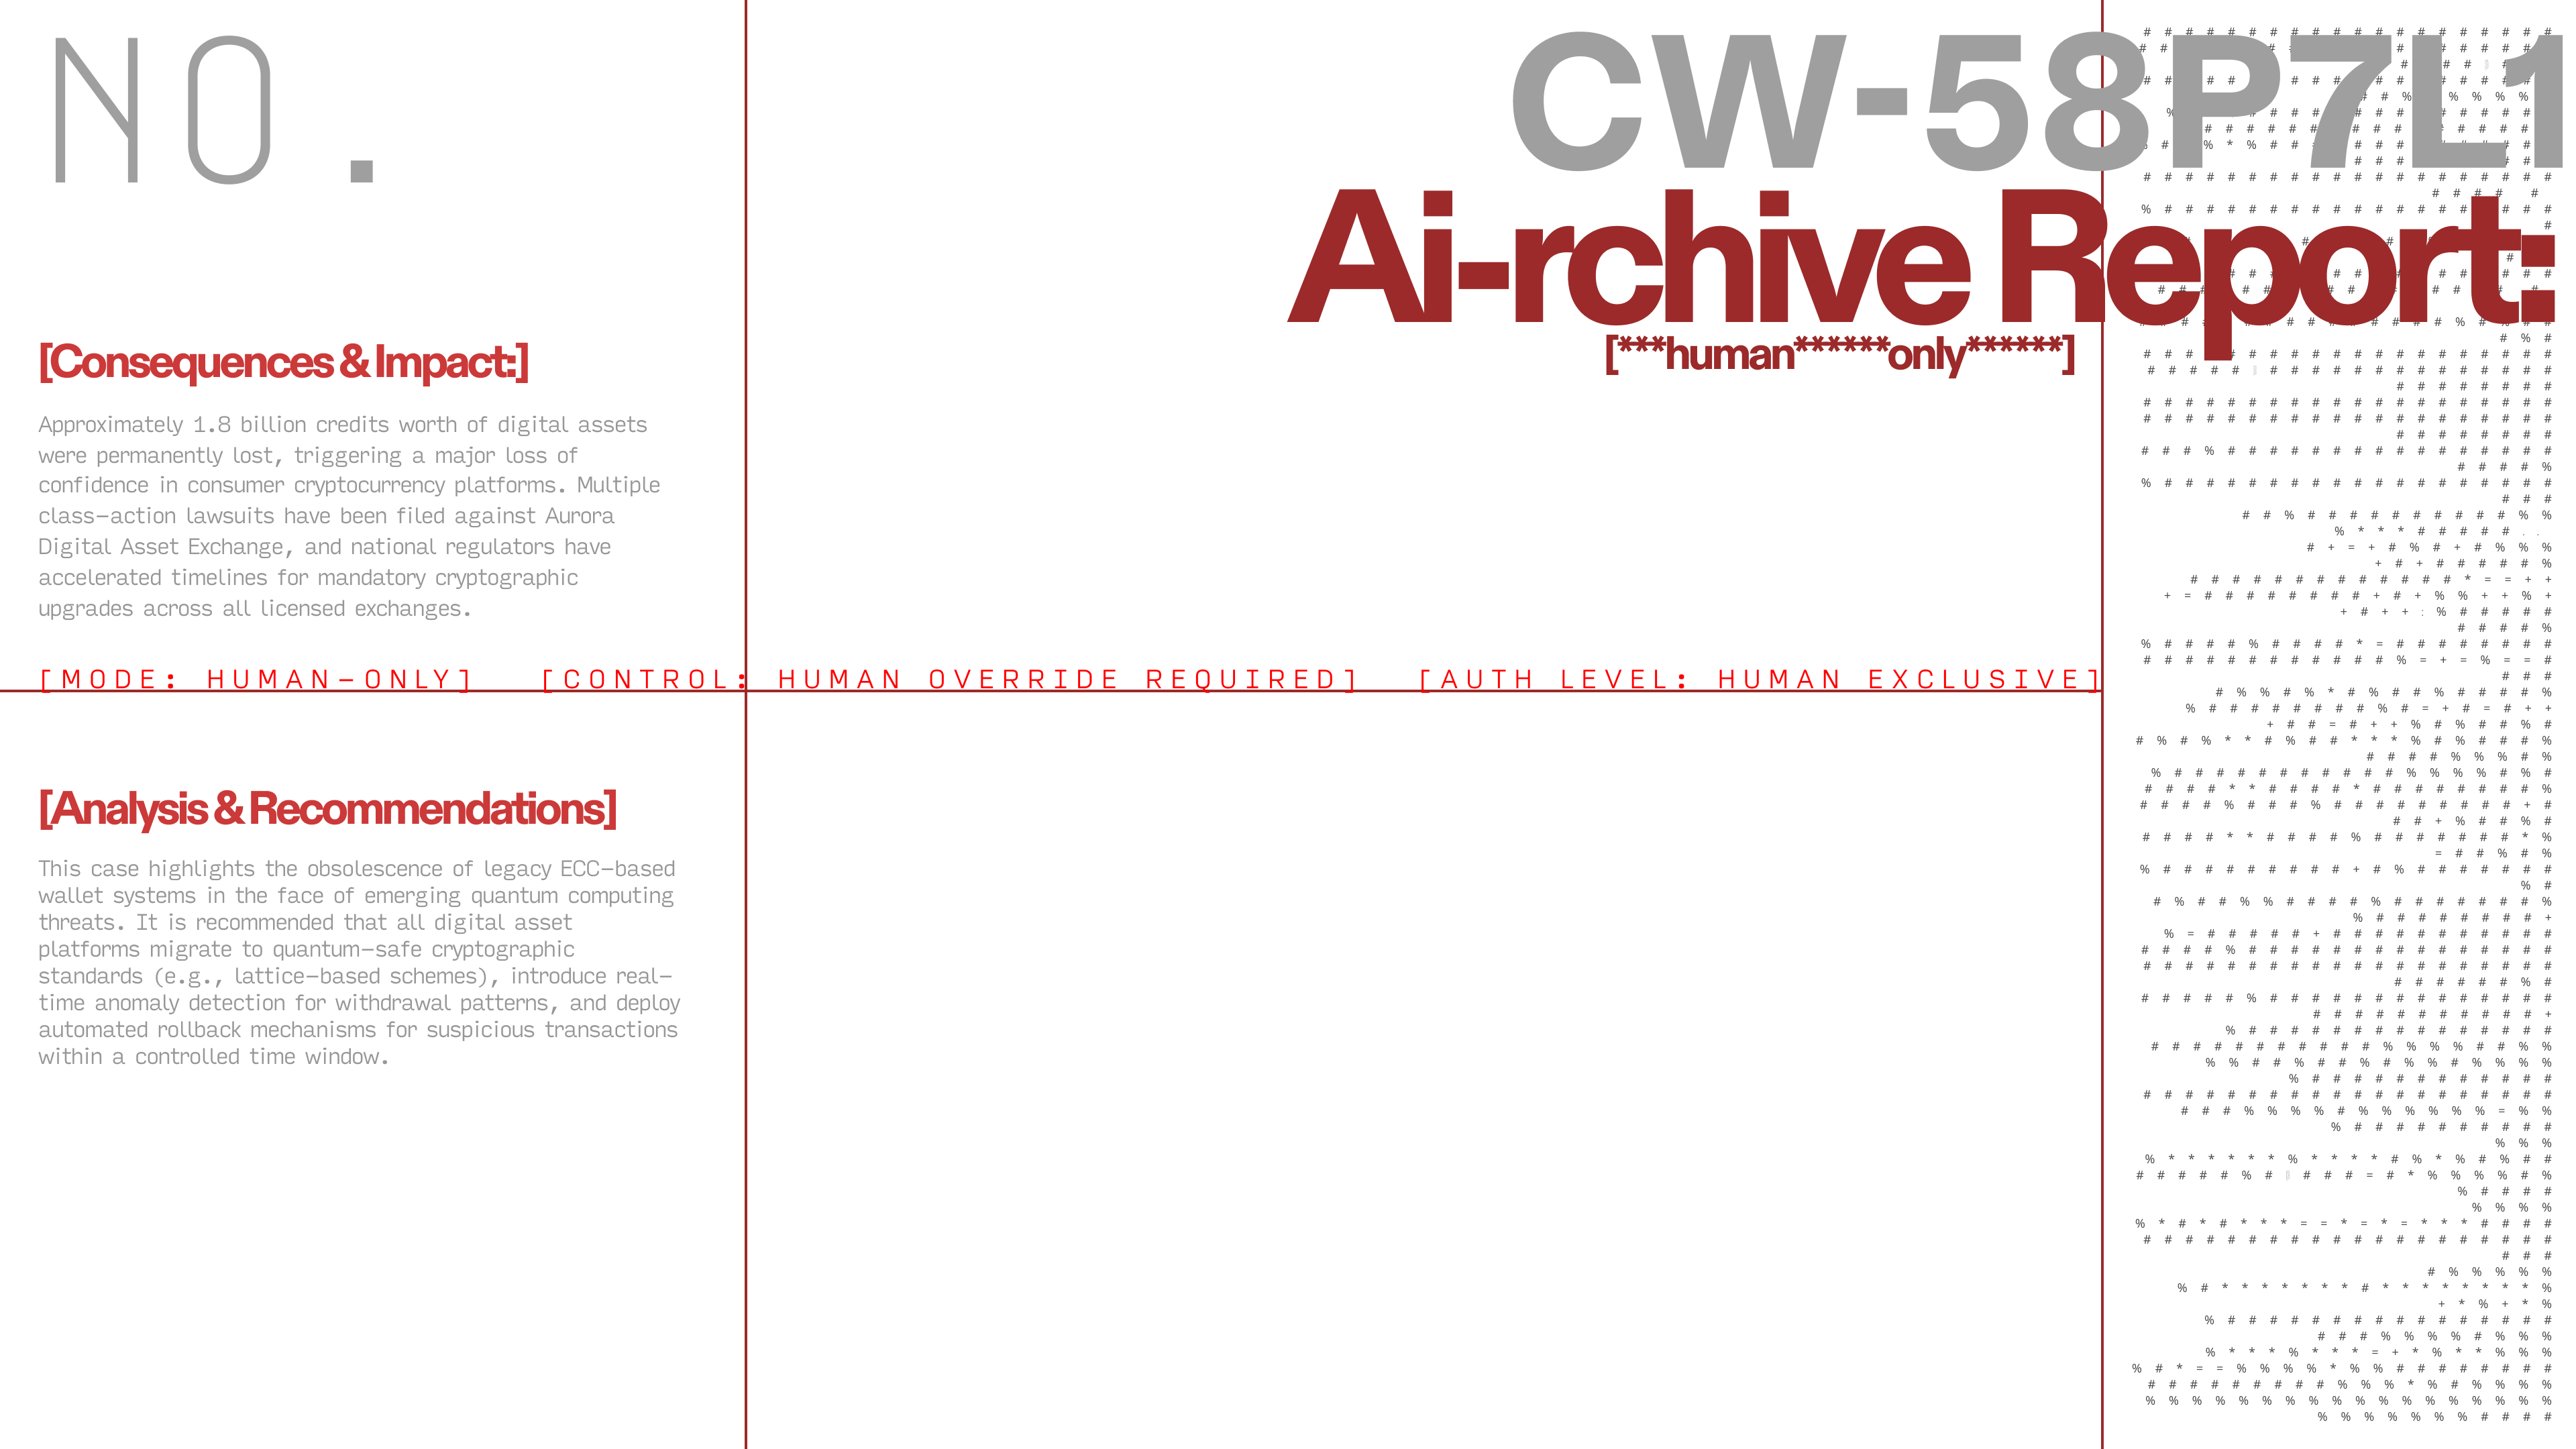 NO.
CW-58P7L1
Ai-rchive Report:
[***human******only******]
[Consequences & Impact:]
Approximately 1.8 billion credits worth of digital assets
were permanently lost, triggering a major loss of
confidence in consumer cryptocurrency platforms. Multiple
class-action lawsuits have been filed against Aurora
Digital Asset Exchange, and national regulators have
accelerated timelines for mandatory cryptographic
upgrades across all licensed exchanges.
[MODE: HUMAN-ONLY] [CONTROL: HUMAN OVERRIDE REQUIRED] [AUTH LEVEL: HUMAN EXCLUSIVE]
[Analysis & Recommendations]
This case highlights the obsolescence of legacy ECC-based
wallet systems in the face of emerging quantum computing
threats. It is recommended that all digital asset
platforms migrate to quantum-safe cryptographic
standards (e.g., lattice-based schemes), introduce real-
time anomaly detection for withdrawal patterns, and deploy
automated rollback mechanisms for suspicious transactions
within a controlled time window.